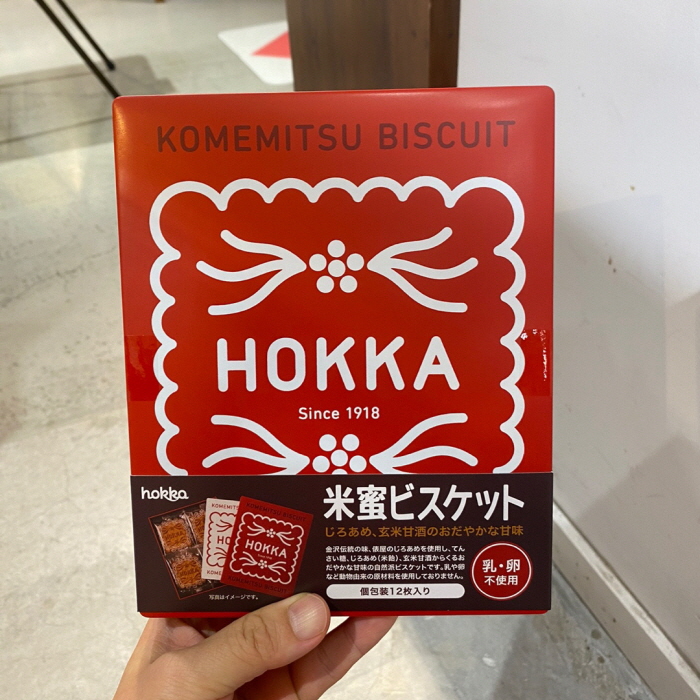 KOMEMITSU BISCUIT
HOKKA
Since 1918
hokka
米蜜ビスケット
じろあめ、玄米甘酒のおだやかな甘味
金沢伝統の味、俵屋のじろあめを使用し、てん
さい糖、じろあめ(米飴)、玄米甘酒からくるお
だやかな甘味の自然派ビスケットです。乳や卵
など動物由来の原材料を使用しておりません。
個包装12枚入り
乳・卵
不使用
KOMEMITSU BISCUIT
HOKKA
写真はイメージです。